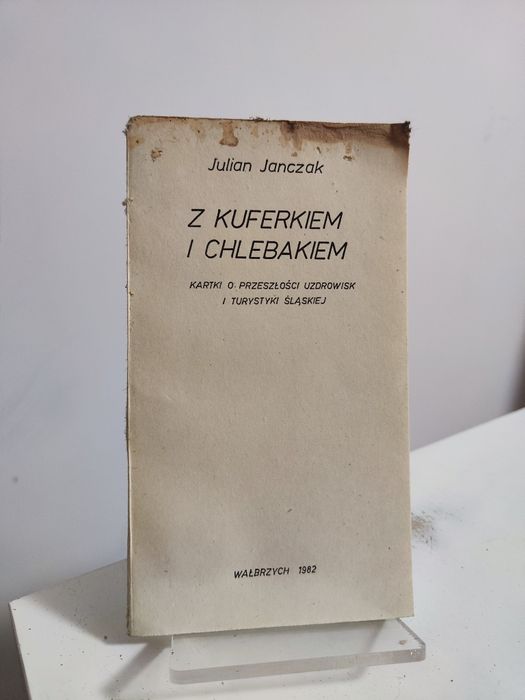 Julian Janczak
Z KUFERKIEM
I CHLEBAKIEM
KARTKI O PRZESZŁOŚCI UZDROWISK
I TURYSTYKI ŚLĄSKIEJ
WAŁBRZYCH 1982